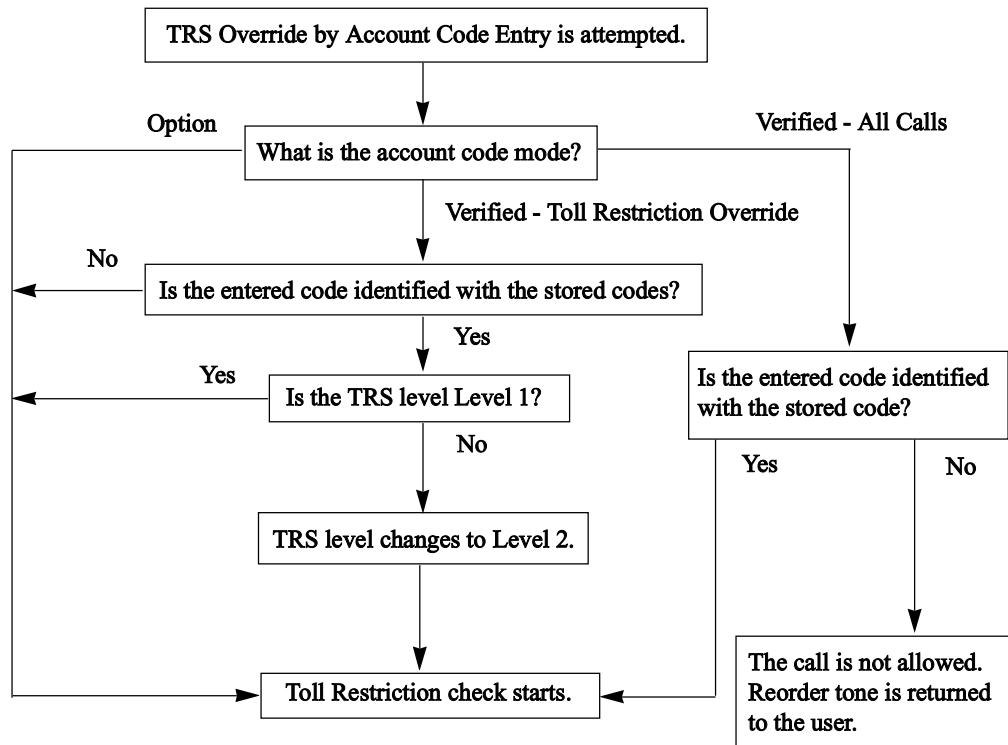 TRS Override by Account Code Entry is attempted.
Option
Verified - All Calls
What is the account code mode?
Verified - Toll Restriction Override
No
Is the entered code identified with the stored codes?
Yes
Yes
Is the TRS level Level 1?
Is the entered code identified
with the stored code?
No
Yes
No
TRS level changes to Level 2.
The call is not allowed.
Reorder tone is returned
to the user.
Toll Restriction check starts.